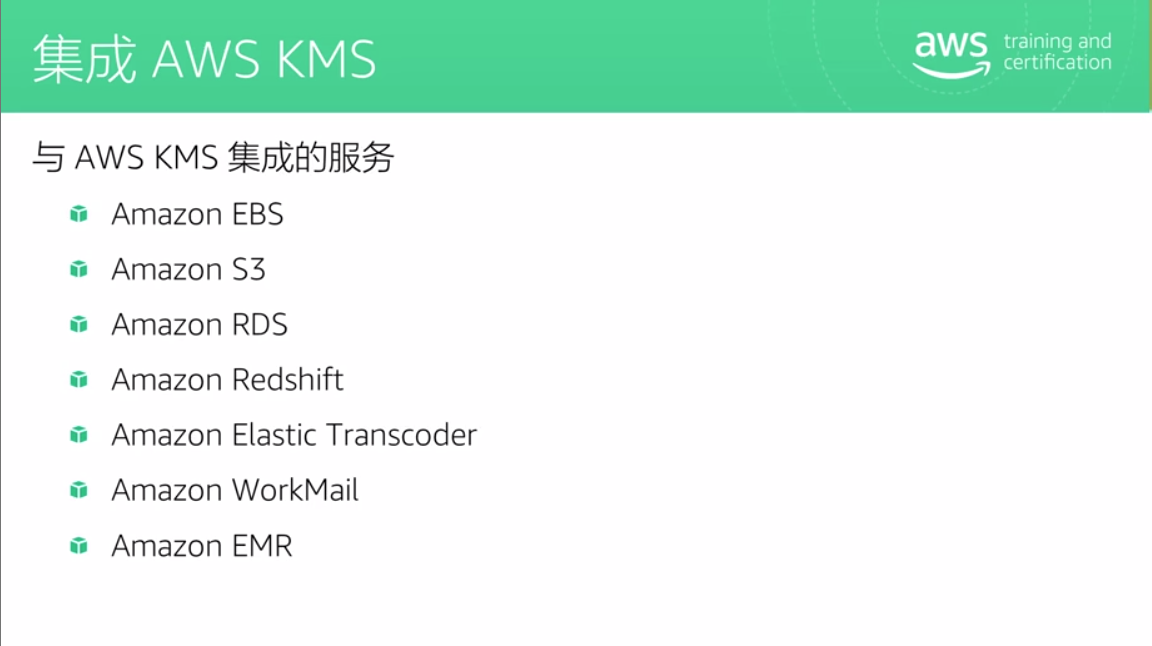 集成 AWS KMS
aws training and
certification
与 AWS KMS 集成的服务
Amazon EBS
Amazon S3
Amazon RDS
Amazon Redshift
Amazon Elastic Transcoder
Amazon WorkMail
Amazon EMR